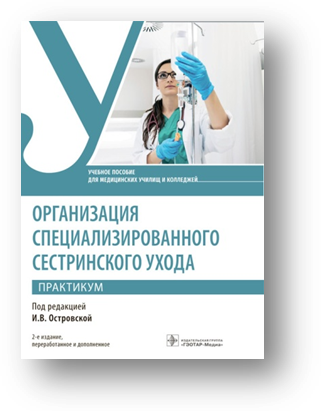 У
УЧЕБНОЕ ПОСОБИЕ
ДЛЯ МЕДИЦИНСКИХ УЧИЛИЩ И КОЛЛЕДЖЕЙ
ОРГАНИЗАЦИЯ
СПЕЦИАЛИЗИРОВАННОГО
СЕСТРИНСКОГО УХОДА
ПРАКТИКУМ
Под редакцией
И.В. Островской
2-е издание,
переработанное и дополненное
ИЗДАТЕЛЬСКАЯ ГРУППА
«ГЭОТАР-Медиа»